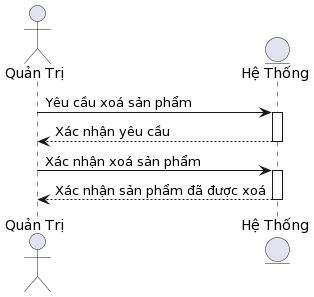 Quản Trị
Hệ Thống
Yêu cầu xoá sản phẩm
Xác nhận yêu cầu
Xác nhận xoá sản phẩm
Xác nhận sản phẩm đã được xoá
Quản Trị
Hệ Thống